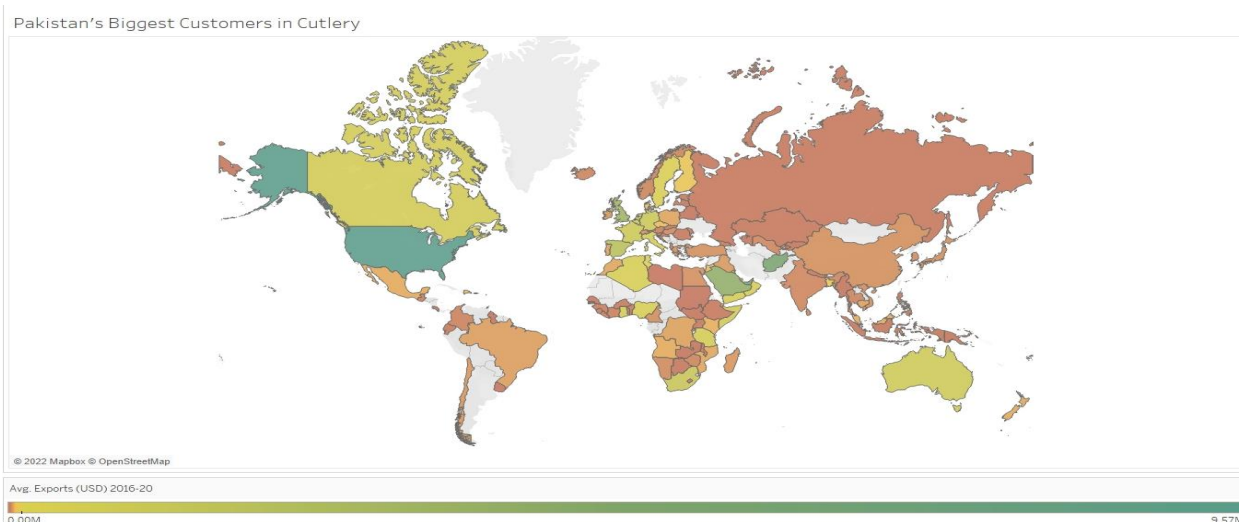 Pakistan's Biggest Customers in Cutlery
© 2022 Mapbox © OpenStreetMap
Avg. Exports (USD) 2016-20
0.00M
9.57M